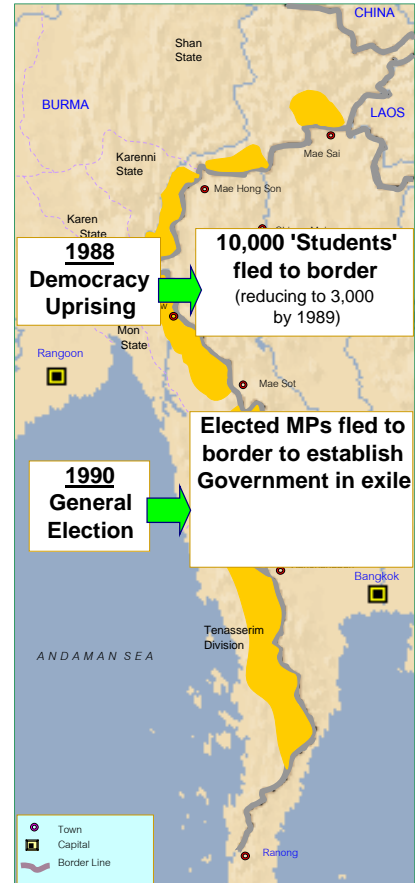 CHINA
Shan
State
BURMA
LAOS
Mae Sai
Karenni
State
Mae Hong Son
Karen
State
1988
Democracy
Uprising
10,000 'Students'
fled to border
(reducing to 3,000
by 1989)
Mon
State
Rangoon
Mae Sot
Elected MPs fled to
border to establish
Government in exile
1990
General
Election
Bangkok
Tenasserim
Division
ANDAMAN SEA
Town
Capital
Border Line
Ranong